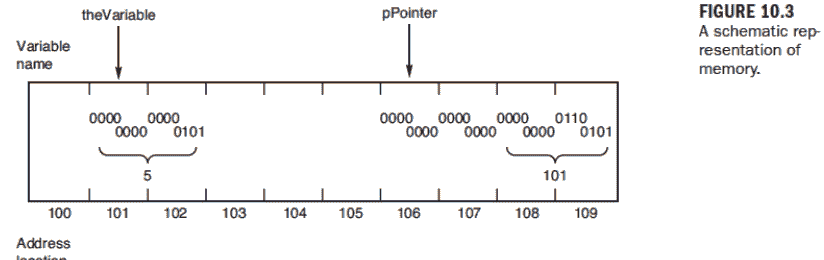 theVariable pPointer
Variable
name
0000 0000 0000 0000 0000 0110
0000 0101 0000 0000 0000 0101
5 101
100 101 102 103 104 105 106 107 108 109
Address
location
FIGURE 10.3
A schematic rep-
resentation of
memory.